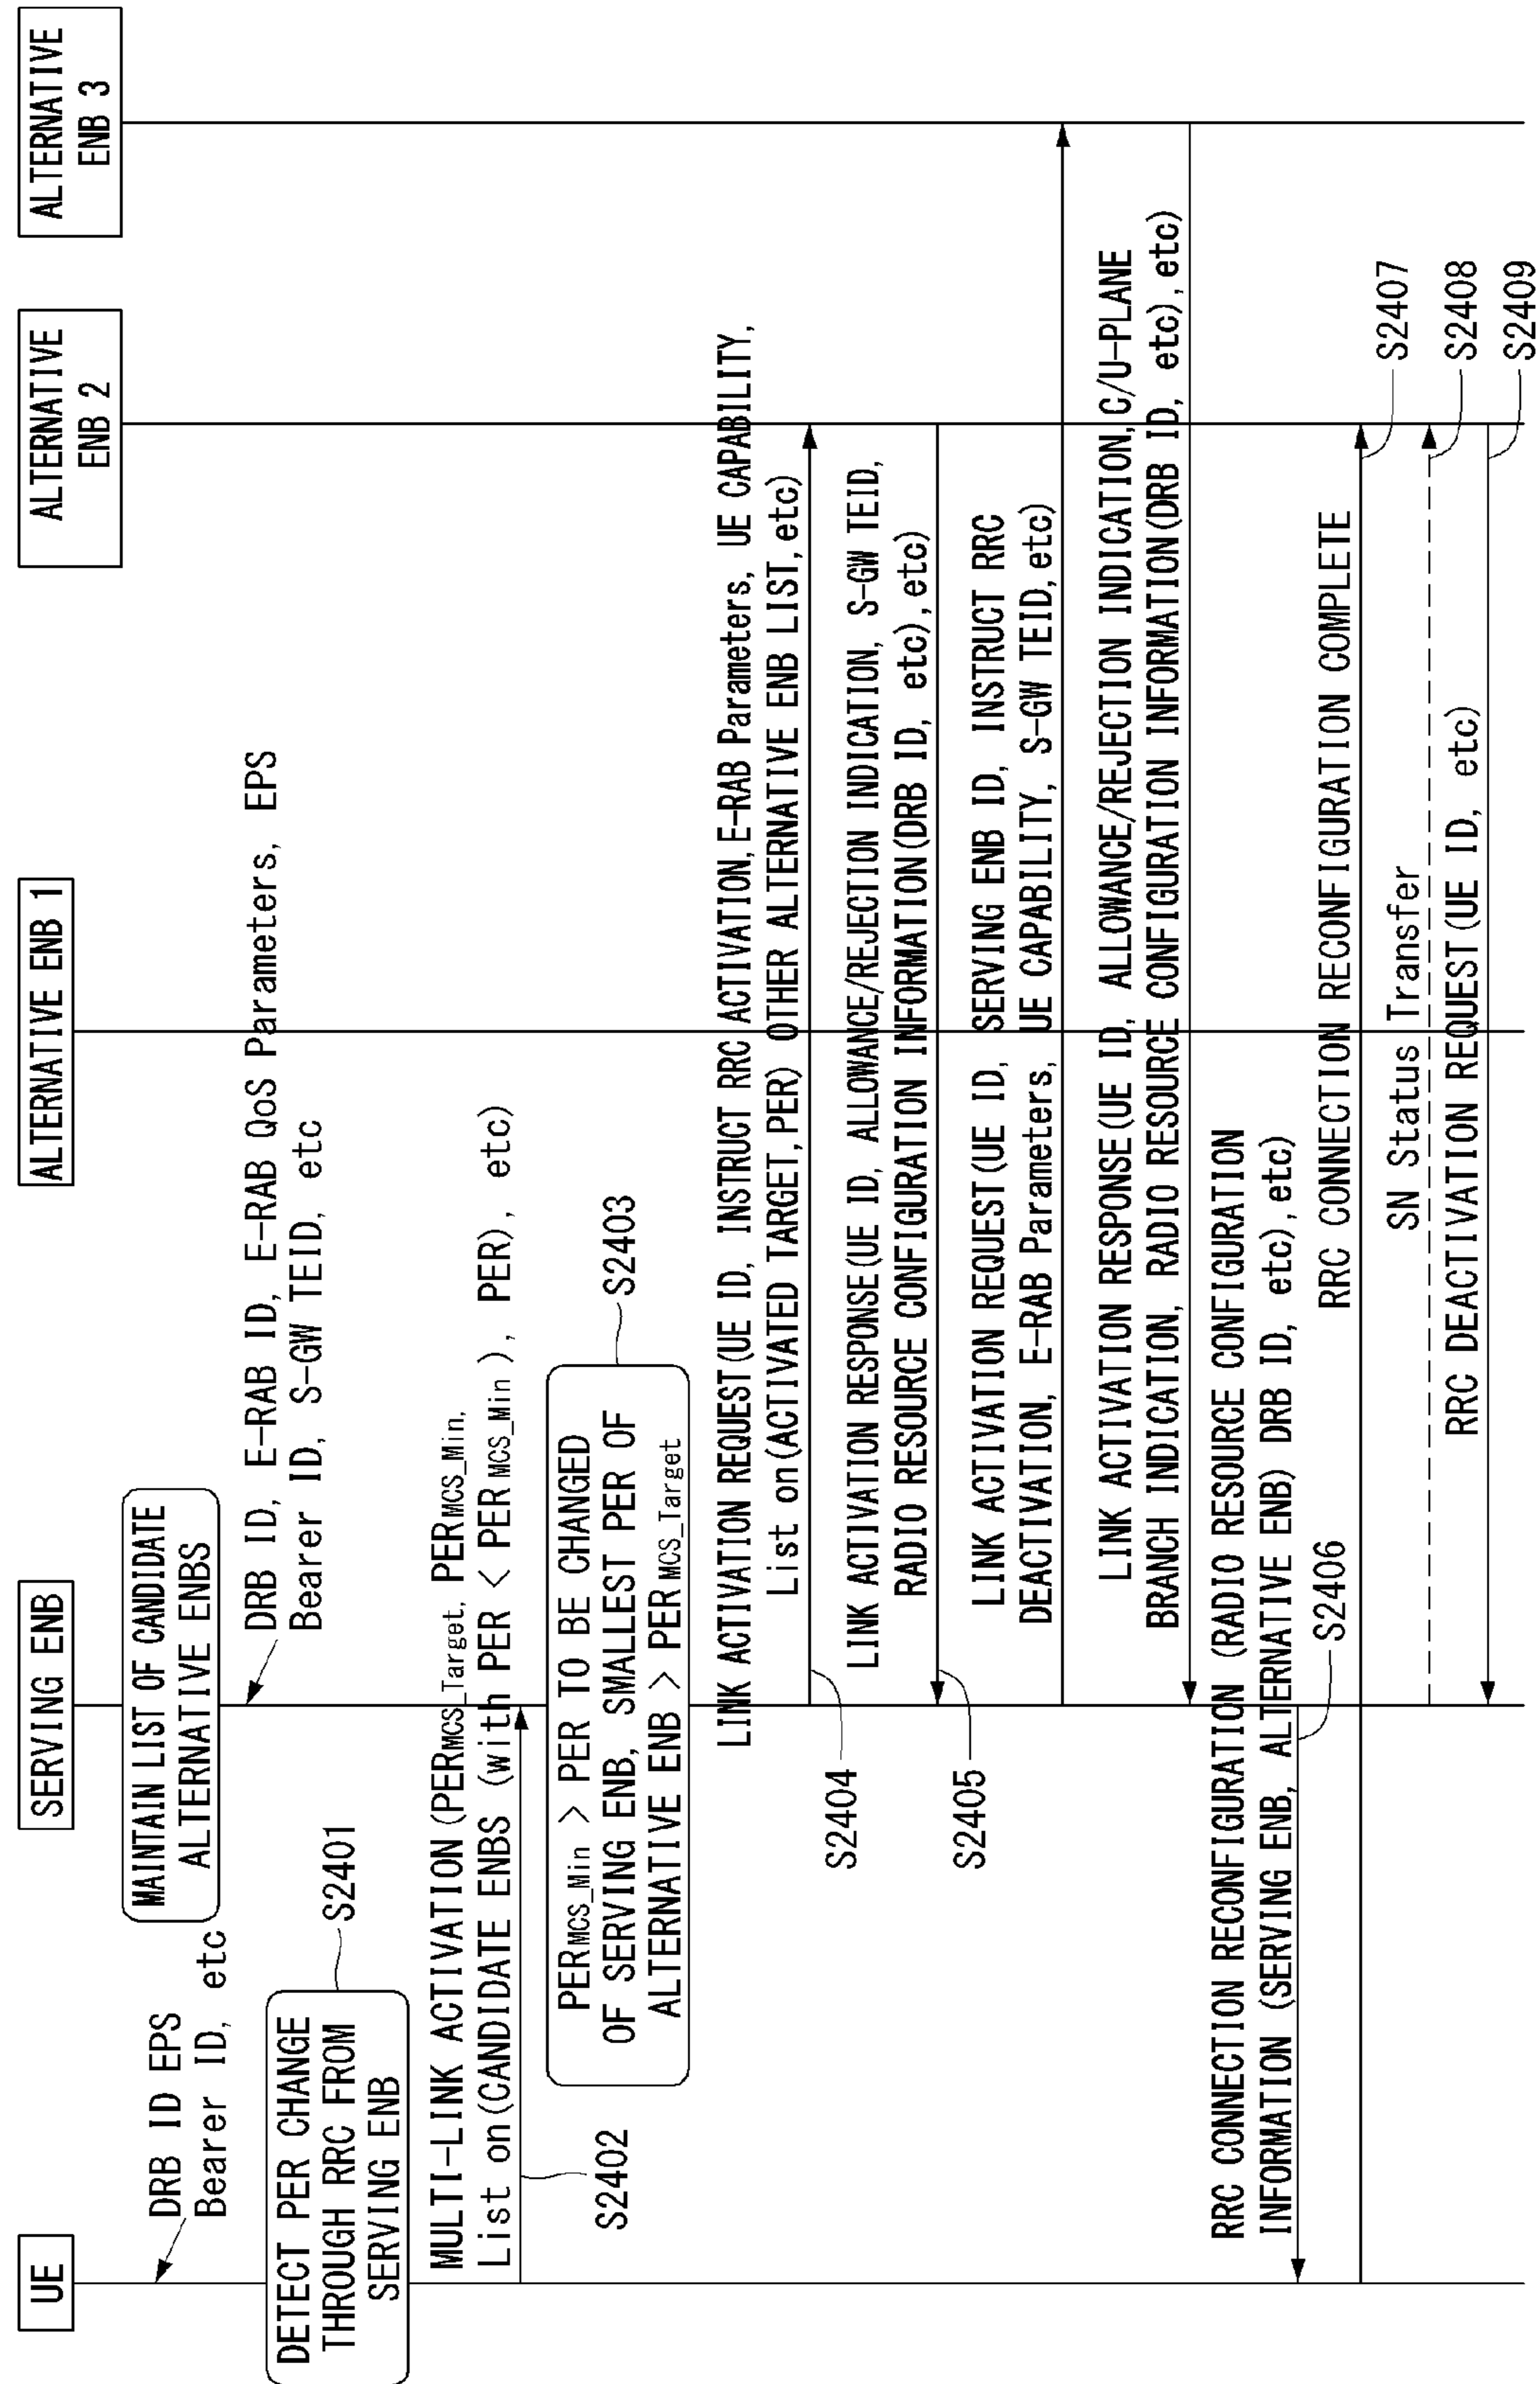 UE
SERVING ENB
ALTERNATIVE ENB 1
ALTERNATIVE
ENB 2
ALTERNATIVE
ENB 3
MAINTAIN LIST OF CANDIDATE
ALTERNATIVE ENBS
DRB ID EPS
Bearer ID, etc
DRB ID, E-RAB ID, E-RAB QoS Parameters, EPS
Bearer ID, S-GW TEID, etc
DETECT PER CHANGE
THROUGH RRC FROM
SERVING ENB
S2401
MULTI-LINK ACTIVATION(PERMCS_Target, PERMCS_Min,
List on(CANDIDATE ENBS (with PER < PER MCS_Min), PER), etc)
S2402
PERMCS_Min > PER TO BE CHANGED
OF SERVING ENB, SMALLEST PER OF
ALTERNATIVE ENB > PER MCS_Target
S2403
LINK ACTIVATION REQUEST(UE ID, INSTRUCT RRC ACTIVATION, E-RAB Parameters, UE CAPABILITY,
List on(ACTIVATED TARGET, PER) OTHER ALTERNATIVE ENB LIST, etc)
S2404
LINK ACTIVATION RESPONSE(UE ID, ALLOWANCE/REJECTION INDICATION, S-GW TEID,
RADIO RESOURCE CONFIGURATION INFORMATION(DRB ID, etc), etc)
S2405
LINK ACTIVATION REQUEST(UE ID, SERVING ENB ID, INSTRUCT RRC
DEACTIVATION, E-RAB Parameters, UE CAPABILITY, S-GW TEID, etc)
LINK ACTIVATION RESPONSE(UE ID, ALLOWANCE/REJECTION INDICATION, C/U-PLANE
BRANCH INDICATION, RADIO RESOURCE CONFIGURATION INFORMATION(DRB ID, etc), etc)
RRC CONNECTION RECONFIGURATION (RADIO RESOURCE CONFIGURATION
INFORMATION (SERVING ENB, ALTERNATIVE ENB) DRB ID, etc), etc)
S2406
RRC CONNECTION RECONFIGURATION COMPLETE
S2407
SN Status Transfer
S2408
RRC DEACTIVATION REQUEST(UE ID, etc)
S2409